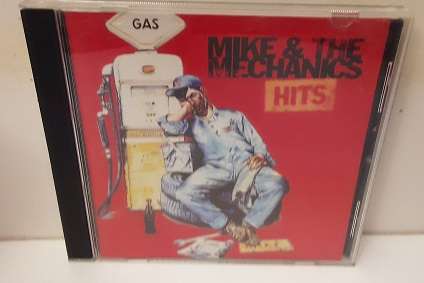 GAS
MIKE & THE
MECHANICS
HITS